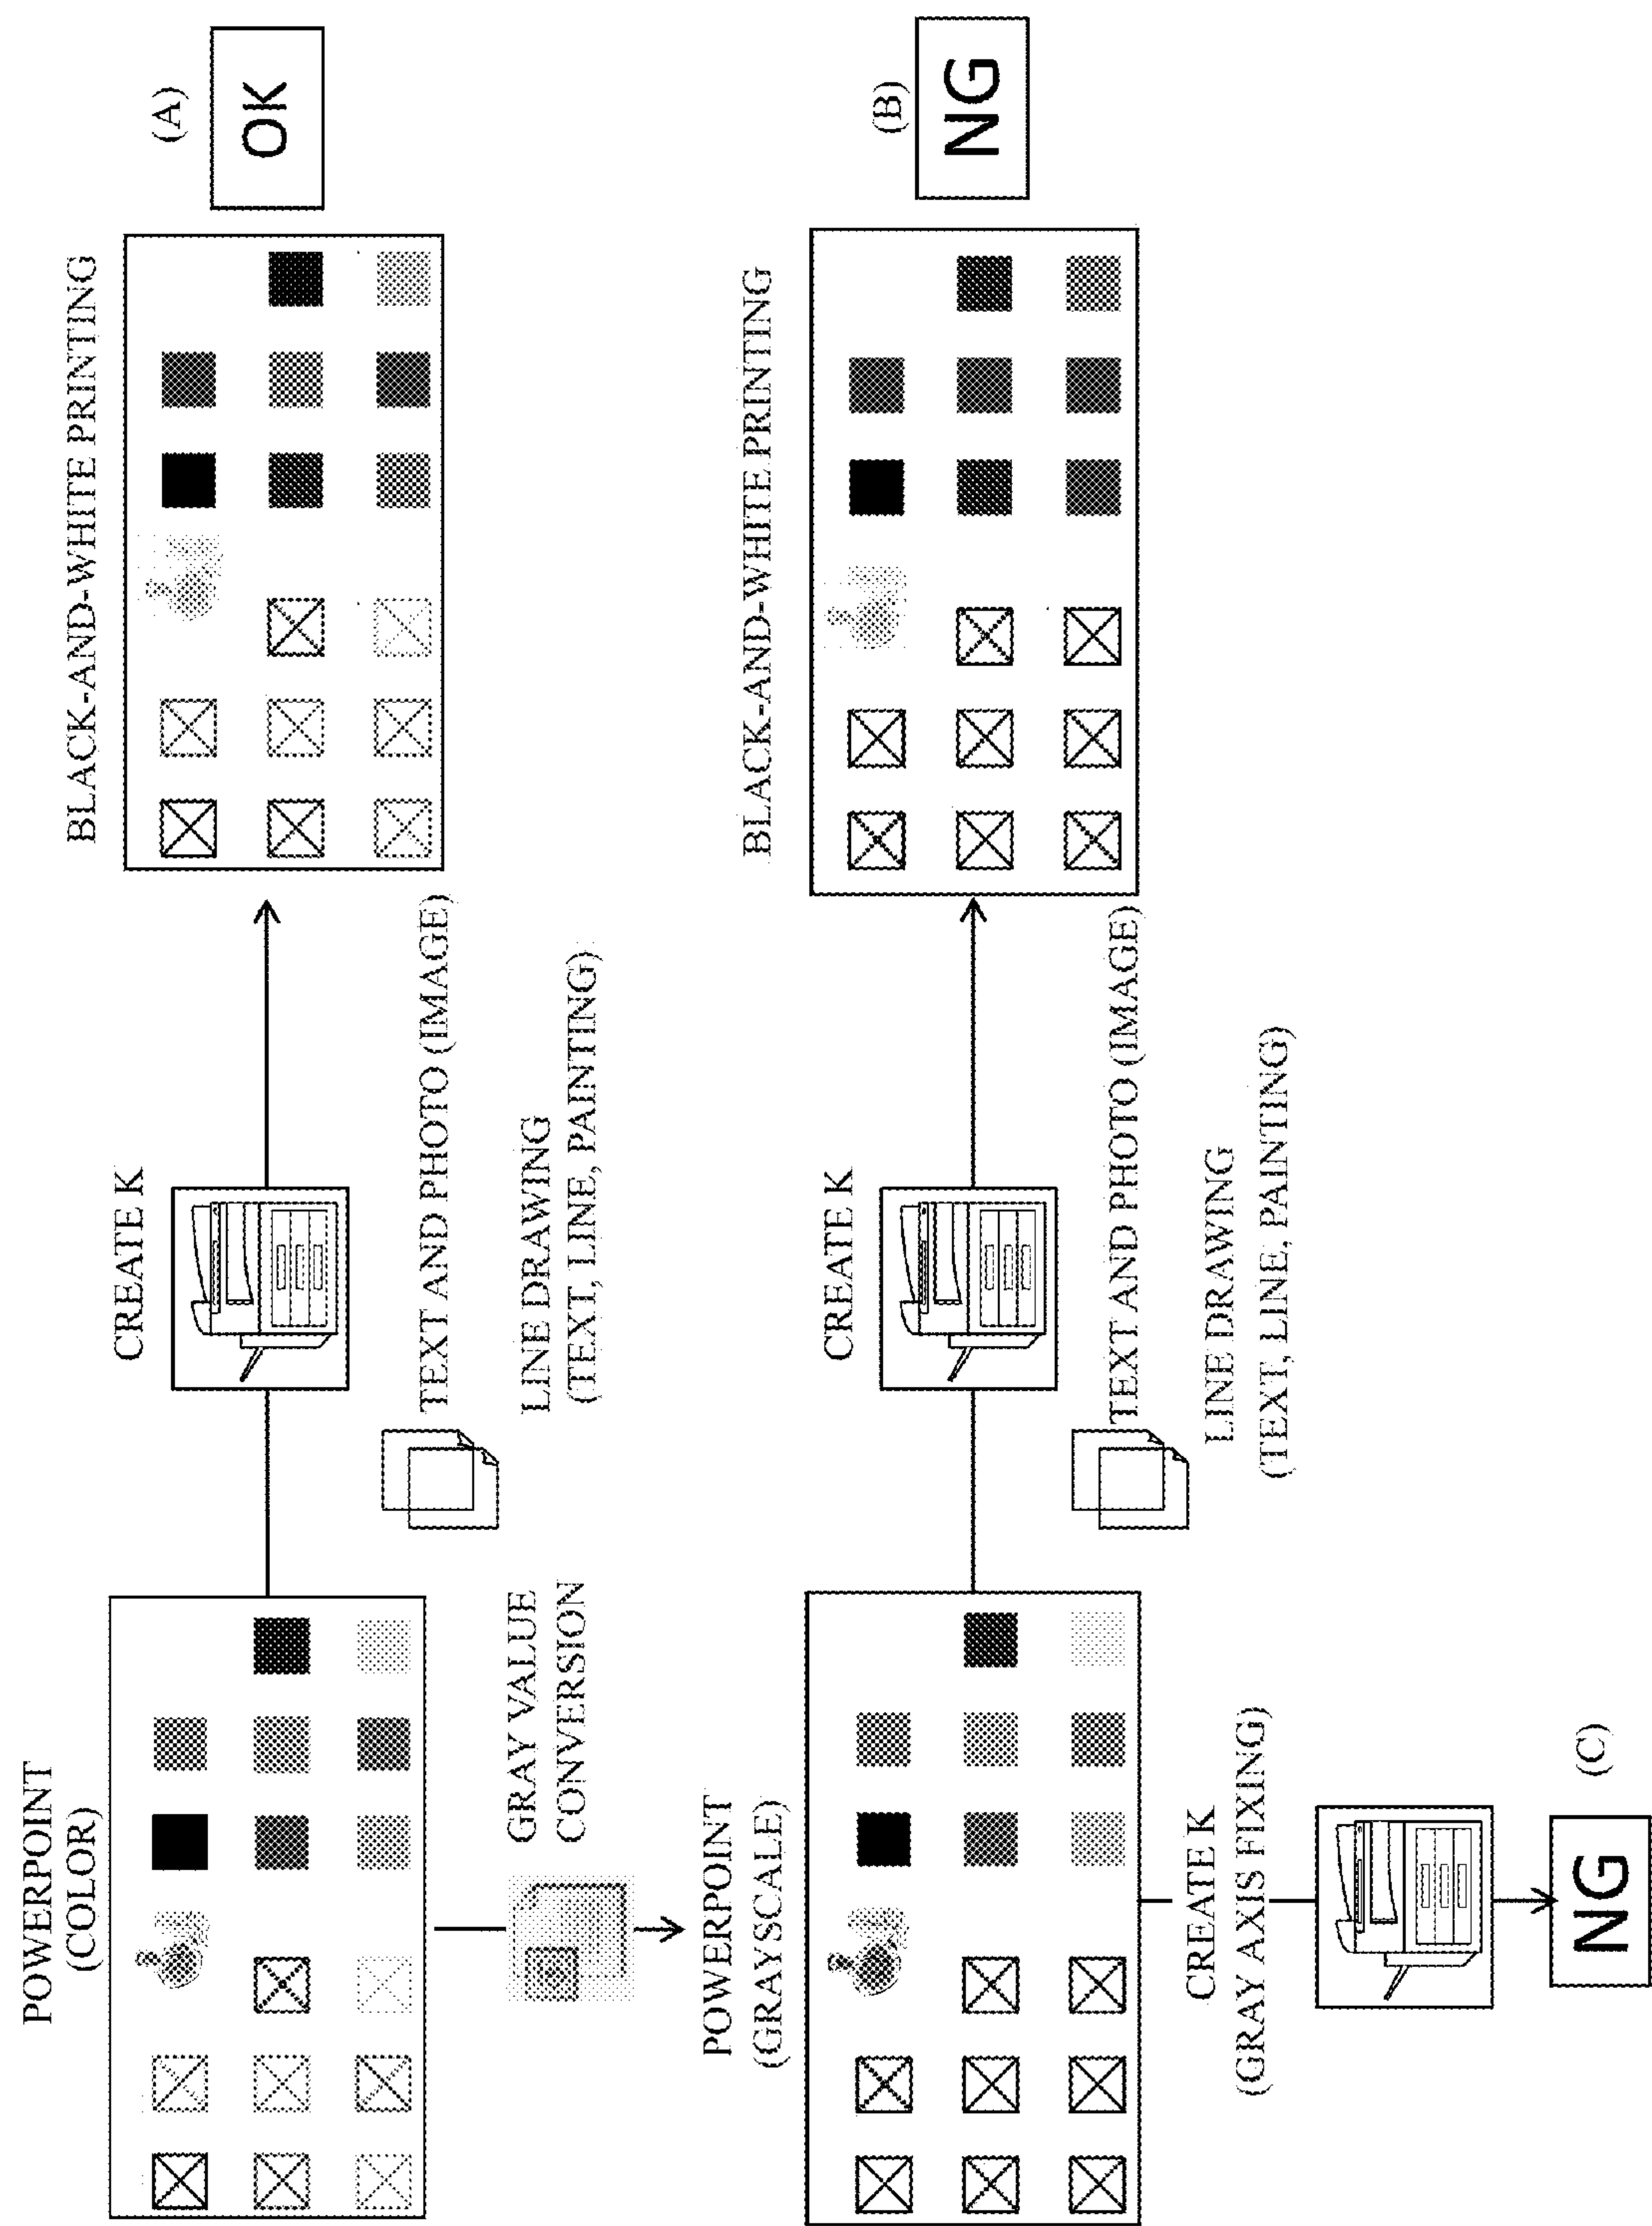 POWERPOINT
(COLOR)
CREATE K
BLACK-AND-WHITE PRINTING
(A)
OK
TEXT AND PHOTO (IMAGE)
LINE DRAWING
(TEXT, LINE, PAINTING)
GRAY VALUE
CONVERSION
POWERPOINT
(GRAYSCALE)
CREATE K
BLACK-AND-WHITE PRINTING
(B)
NG
TEXT AND PHOTO (IMAGE)
LINE DRAWING
(TEXT, LINE, PAINTING)
CREATE K
(GRAY AXIS FIXING)
(C)
NG